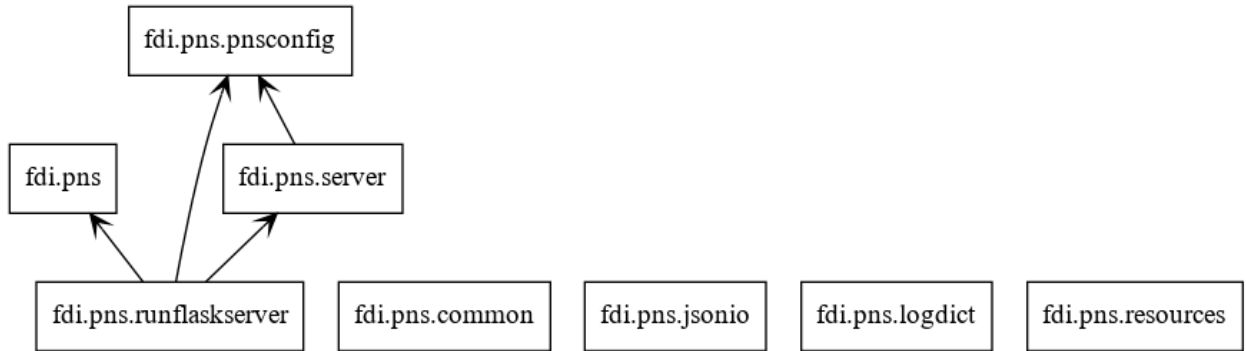 fdi.pns.pnsconfig
fdi.pns
fdi.pns.server
fdi.pns.runflaskserver
fdi.pns.common
fdi.pns.jsonio
fdi.pns.logdict
fdi.pns.resources